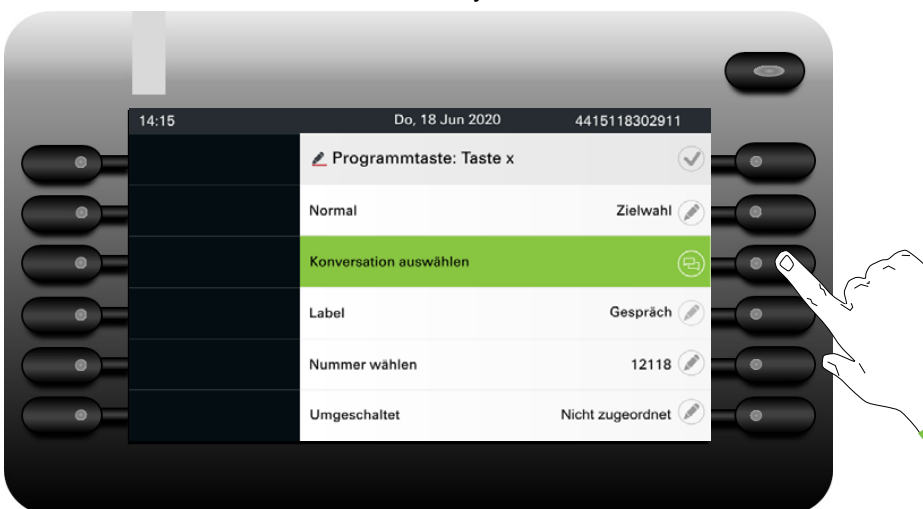 14:15 Do, 18 Jun 2020 4415118302911
Programmtaste: Taste x
Normal Zielwahl
Konversation auswählen
Label Gespräch
Nummer wählen 12118
Umgeschaltet Nicht zugeordnet